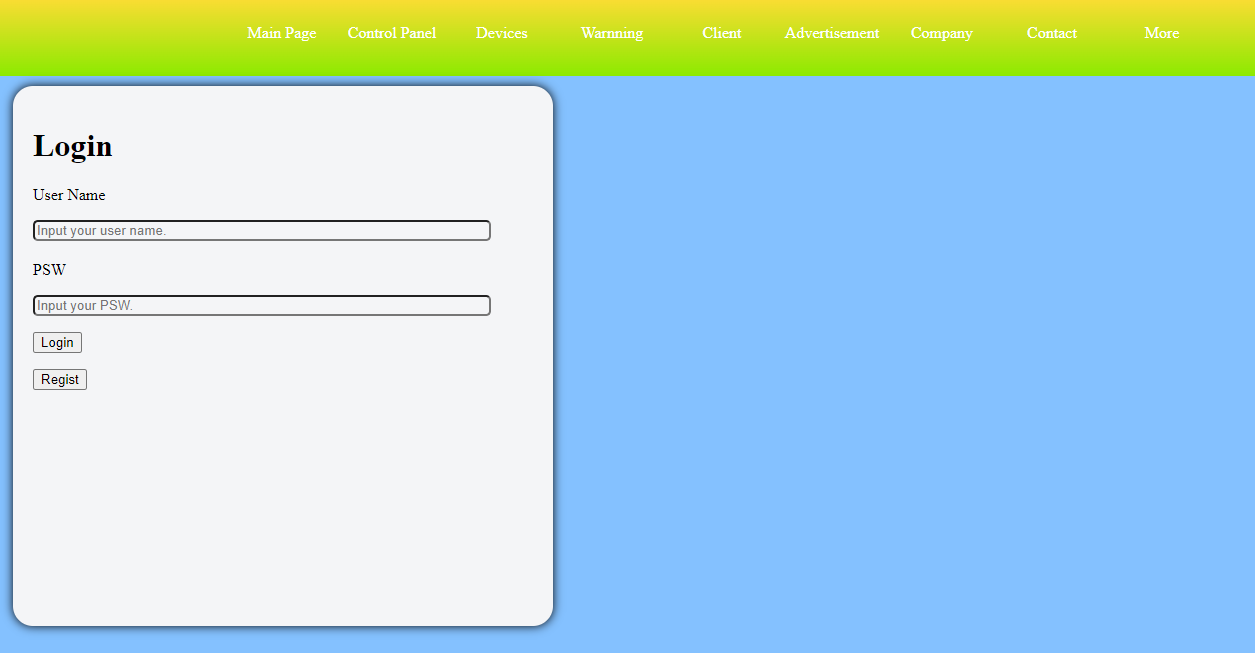 Main Page Control Panel Devices Warnning Client Advertisement Company Contact More
Login
User Name
Input your user name.
PSW
Input your PSW.
Login
Regist